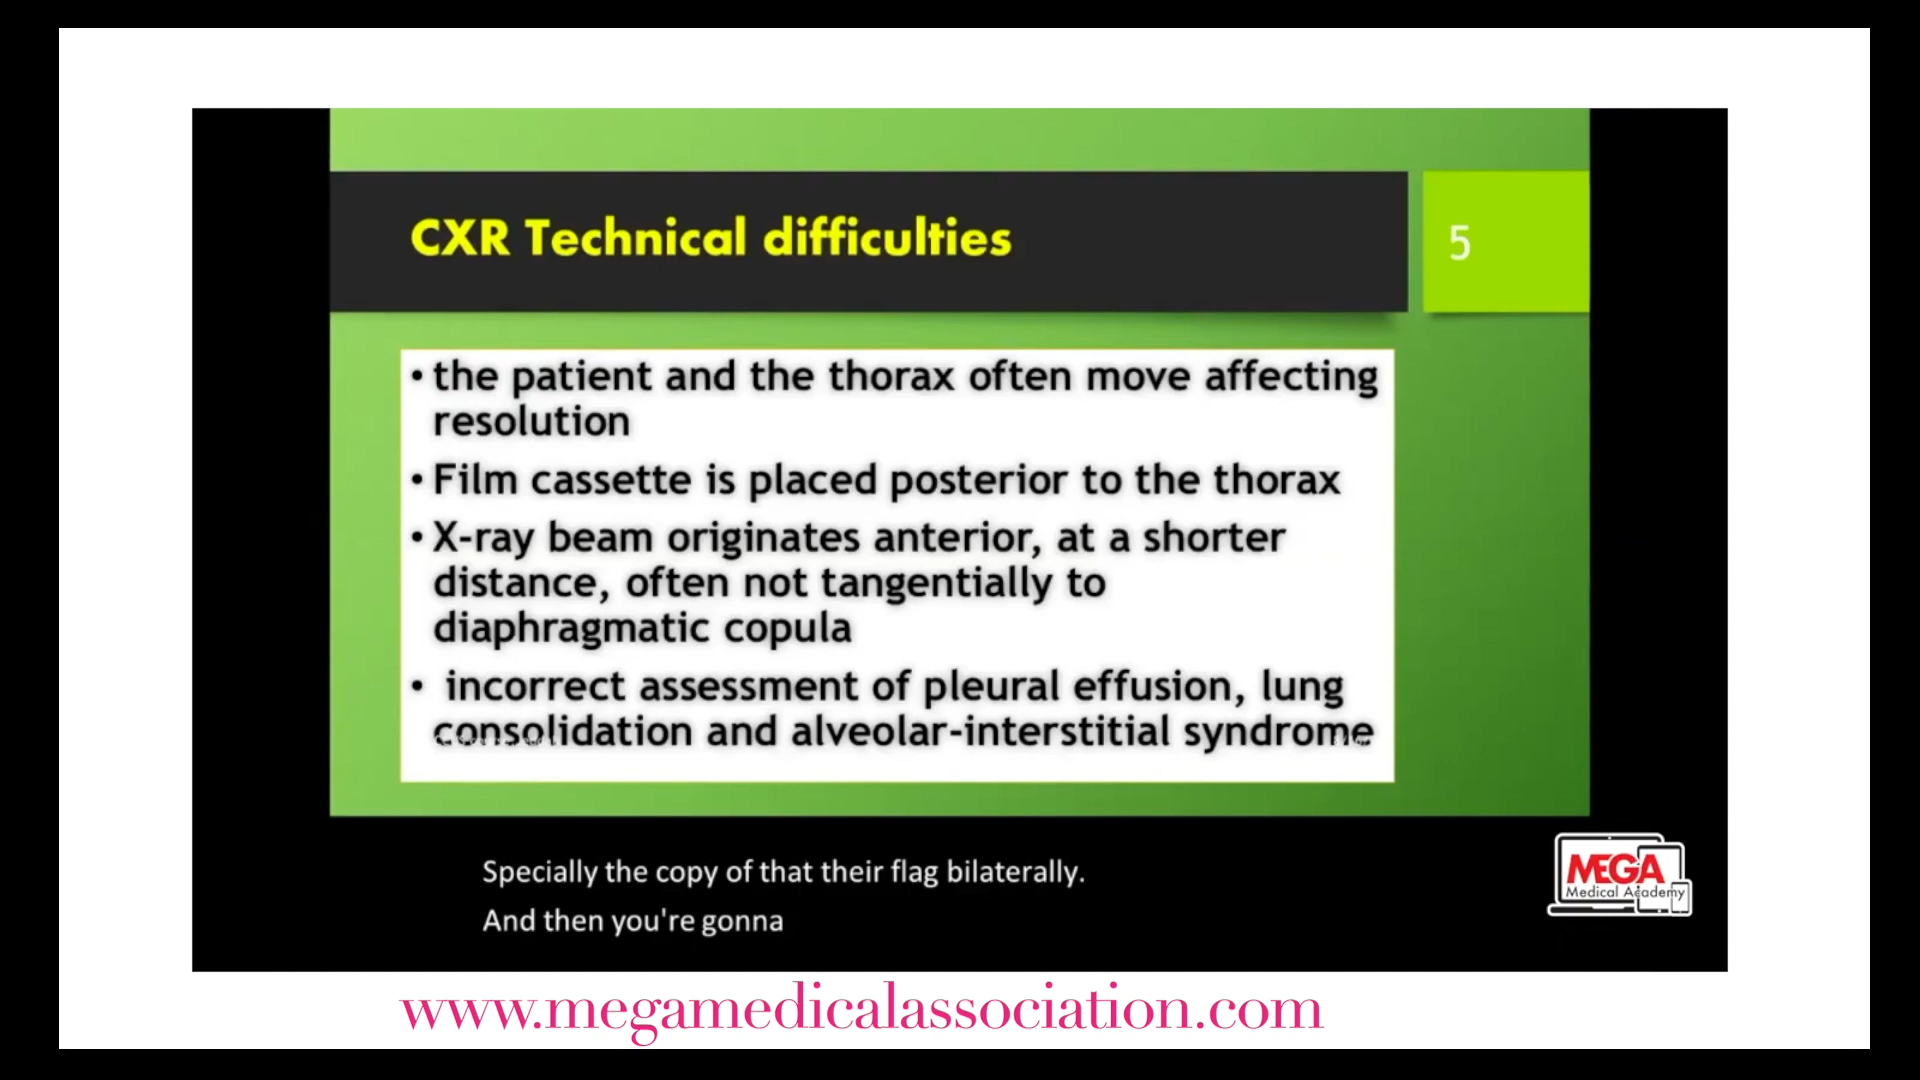 CXR Technical difficulties
5
• the patient and the thorax often move affecting
resolution
• Film cassette is placed posterior to the thorax
• X-ray beam originates anterior, at a shorter
distance, often not tangentially to
diaphragmatic copula
• incorrect assessment of pleural effusion, lung
consolidation and alveolar-interstitial syndrome
Specially the copy of that their flag bilaterally.
And then you're gonna
MEGA
Medical Academy
www.megamedicalassociation.com